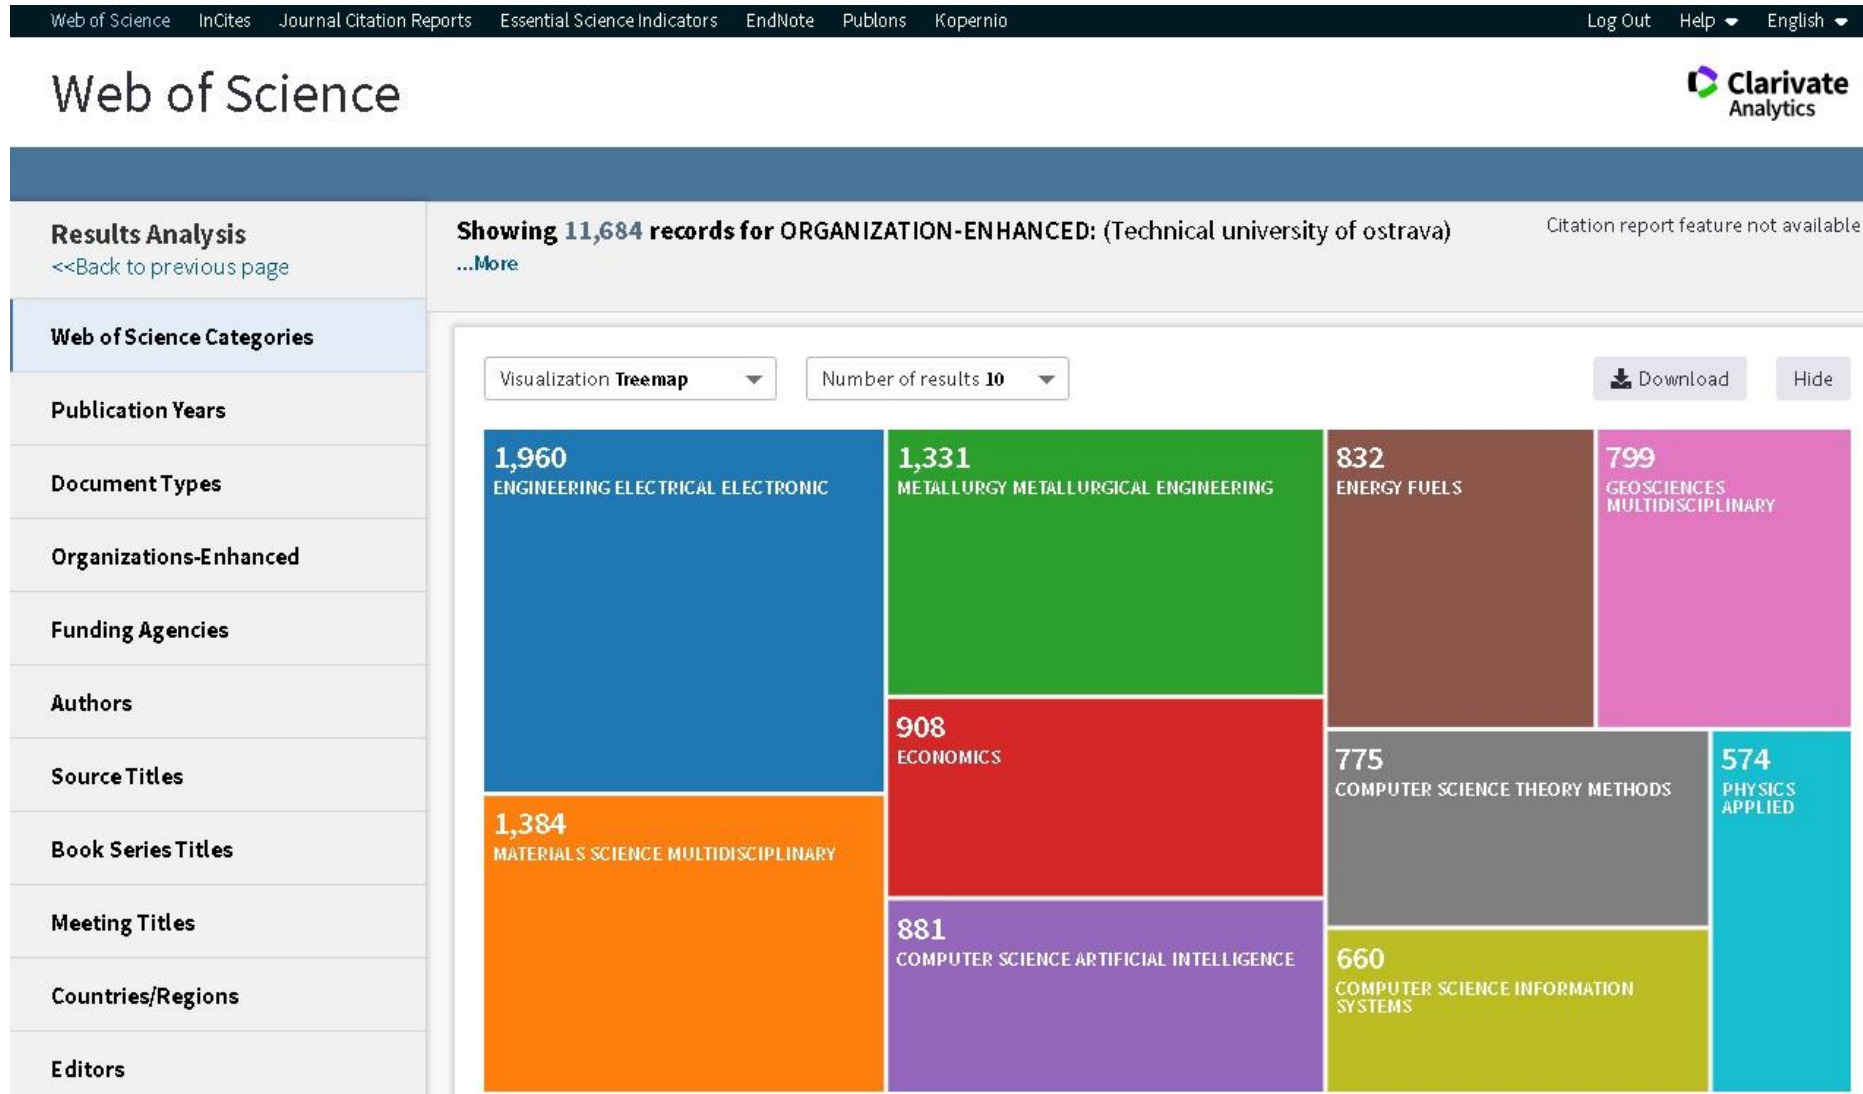 Web of Science InCites Journal Citation Reports Essential Science Indicators EndNote Publons Kopernio Log Out Help English
Web of Science
Clarivate
Analytics
Results Analysis
<<Back to previous page
Showing 11,684 records for ORGANIZATION-ENHANCED: (Technical university of ostrava)
...More
Citation report feature not available
Web of Science Categories
Publication Years
Document Types
Organizations-Enhanced
Funding Agencies
Authors
Source Titles
Book Series Titles
Meeting Titles
Countries/Regions
Editors
Visualization Treemap
Number of results 10
Download
Hide
1,960
ENGINEERING ELECTRICAL ELECTRONIC
1,331
METALLURGY METALLURGICAL ENGINEERING
832
ENERGY FUELS
799
GEOSCIENCES
MULTIDISCIPLINARY
908
ECONOMICS
775
COMPUTER SCIENCE THEORY METHODS
574
PHYSICS
APPLIED
1,384
MATERIALS SCIENCE MULTIDISCIPLINARY
881
COMPUTER SCIENCE ARTIFICIAL INTELLIGENCE
660
COMPUTER SCIENCE INFORMATION
SYSTEMS